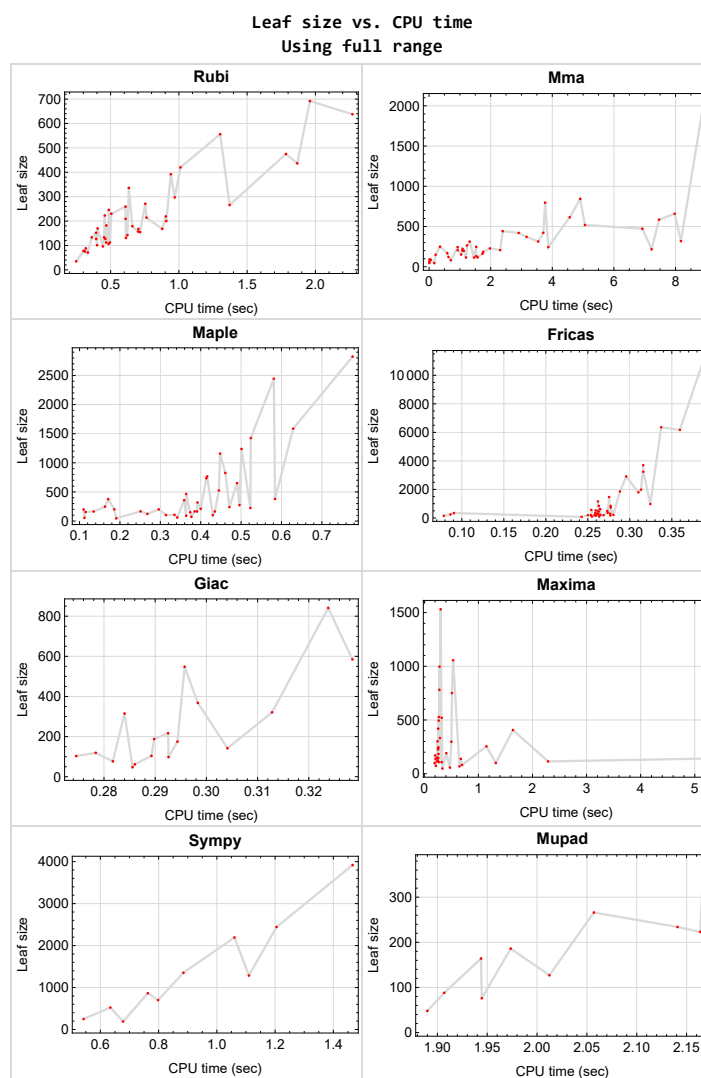 Leaf size vs. CPU time
Using full range
Rubi
Leaf size
700
600
500
400
300
200
100
0
0.5 1.0 1.5 2.0
CPU time (sec)
Mma
Leaf size
2000
1500
1000
500
0
0 2 4 6 8
CPU time (sec)
Maple
Leaf size
2500
2000
1500
1000
500
0
0.1 0.2 0.3 0.4 0.5 0.6 0.7
CPU time (sec)
Fricas
Leaf size
10000
8000
6000
4000
2000
0
0.10 0.15 0.20 0.25 0.30 0.35
CPU time (sec)
Giac
Leaf size
800
600
400
200
0
0.28 0.29 0.30 0.31 0.32
CPU time (sec)
Maxima
Leaf size
1500
1000
500
0
0 1 2 3 4 5
CPU time (sec)
Sympy
Leaf size
4000
3000
2000
1000
0
0.6 0.8 1.0 1.2 1.4
CPU time (sec)
Mupad
Leaf size
300
200
100
0
1.90 1.95 2.00 2.05 2.10 2.15
CPU time (sec)